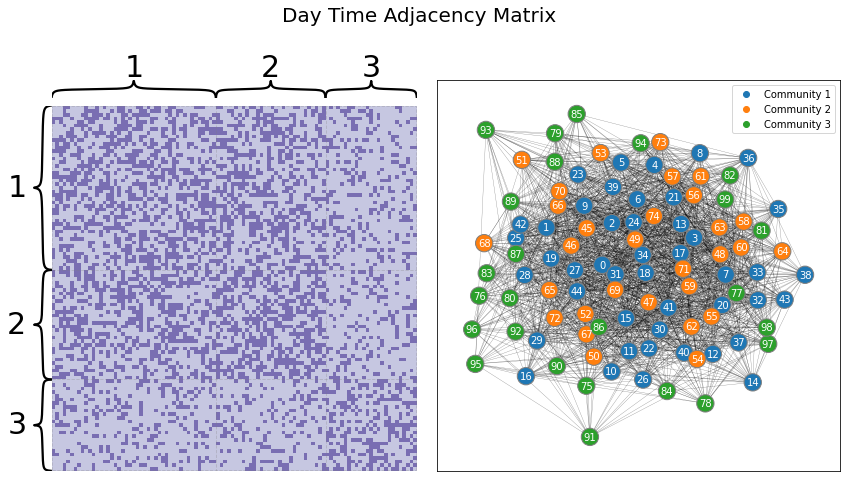 Day Time Adjacency Matrix
1 2 3
1
2
3
Community 1
Community 2
Community 3
85
93 79 94 73
51 88 53 5 4 8 36
23 57 61 82
70 39 21 56 99
89 66 9 6 35
42 1 45 2 24 74 13 63 58 81
68 25 46 49 3 60 64
87 19 34 17 48
83 28 27 0 31 18 71 7 33 38
76 80 65 44 69 59 77 32 43
47 41 20
96 92 72 52 86 15 30 62 55 98
29 67 37 97
95 50 11 22 40 54 12
16 90 10 26 14
75 84 78
91